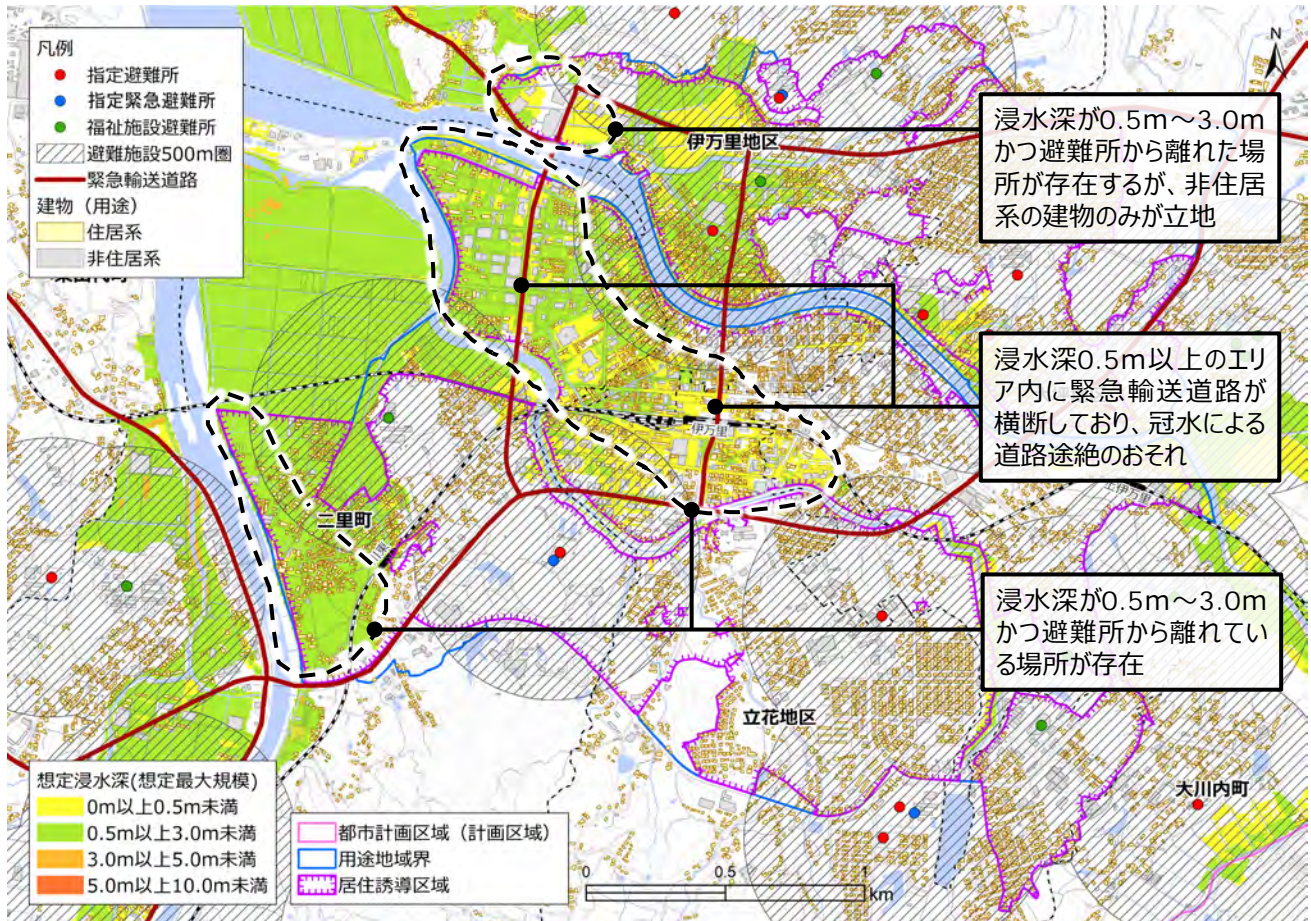 凡例
指定避難所
指定緊急避難所
福祉施設避難所
避難施設500m圏
緊急輸送道路
建物（用途）
住居系
非住居系
N
伊万里地区
浸水深が0.5m～3.0m
かつ避難所から離れた場
所が存在するが、非住居
系の建物のみが立地
浸水深0.5m以上のエリ
ア内に緊急輸送道路が
横断しており、冠水による
道路途絶のおそれ
伊万里
上伊万里
二里町
浸水深が0.5m～3.0m
かつ避難所から離れてい
る場所が存在
立花地区
大川内町
想定浸水深(想定最大規模)
0m以上0.5m未満
0.5m以上3.0m未満
3.0m以上5.0m未満
5.0m以上10.0m未満
都市計画区域（計画区域）
用途地域界
居住誘導区域
0 0.5 1
km